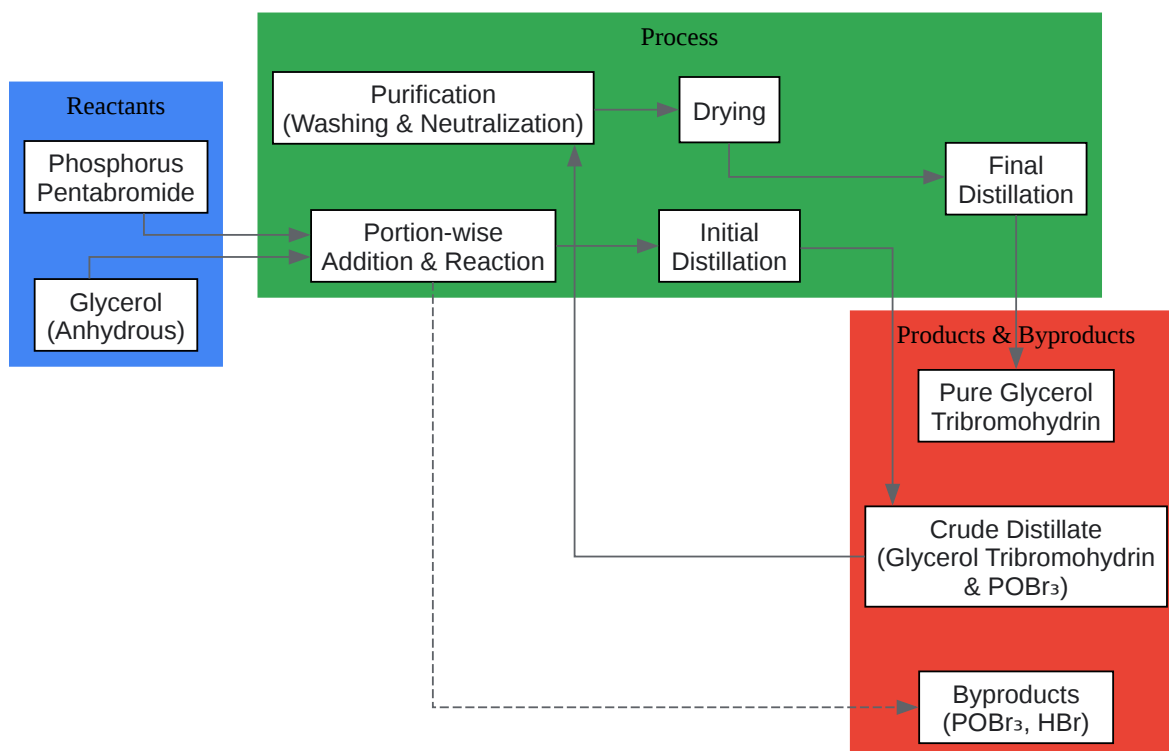 Process
Reactants
Purification
(Washing & Neutralization)
Drying
Phosphorus
Pentabromide
Final
Distillation
Portion-wise
Addition & Reaction
Initial
Distillation
Glycerol
(Anhydrous)
Products & Byproducts
Pure Glycerol
Tribromohydrin
Crude Distillate
(Glycerol Tribromohydrin
& POBr₃)
Byproducts
(POBr₃, HBr)